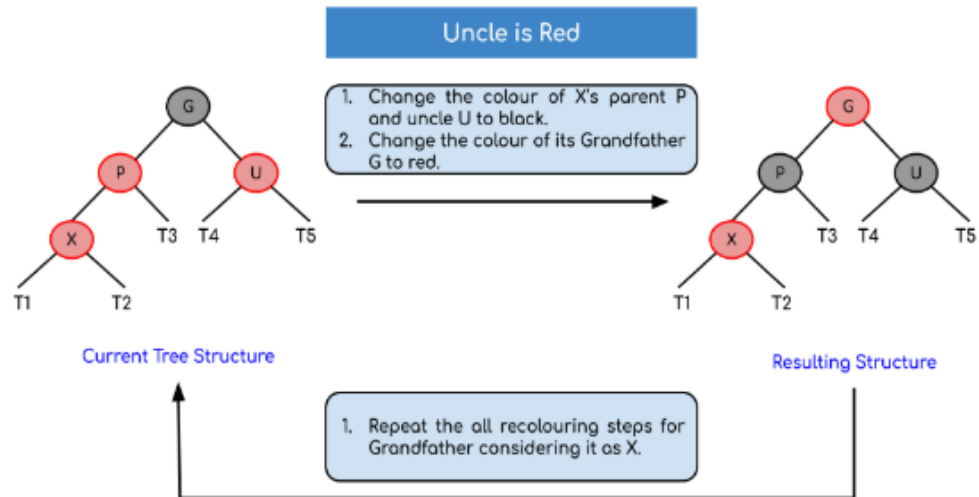 Uncle is Red
1. Change the colour of X's parent P
and uncle U to black.
2. Change the colour of its Grandfather
G to red.
G
P
U
X
T3
T4
T5
T1
T2
G
P
U
X
T3
T4
T5
T1
T2
Current Tree Structure
Resulting Structure
1. Repeat the all recolouring steps for
Grandfather considering it as X.